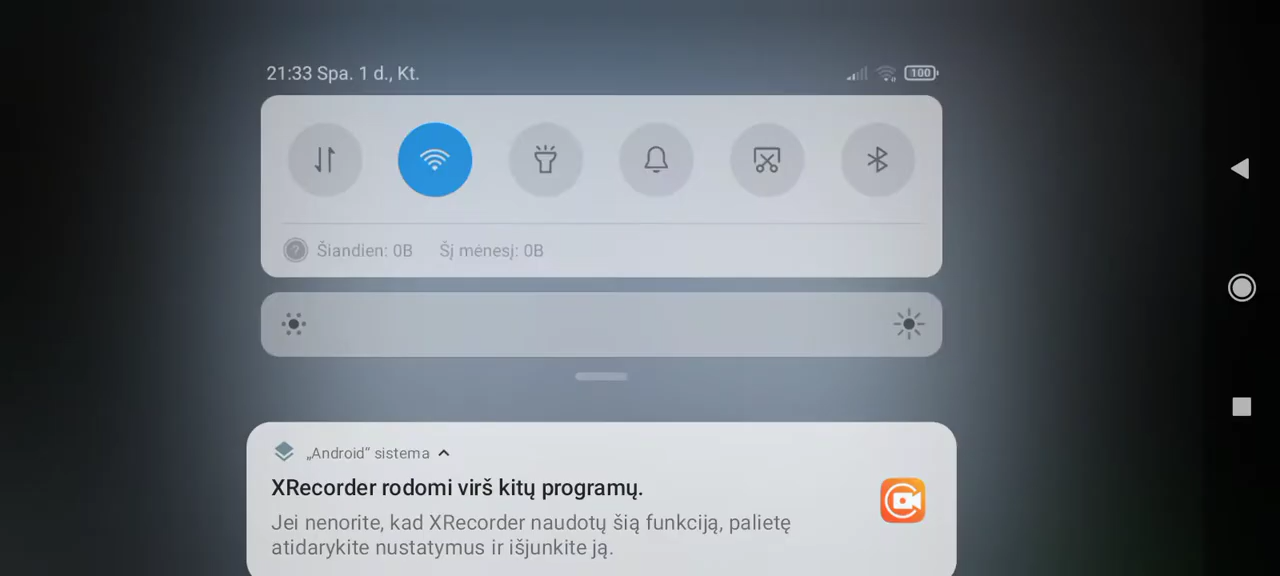 21:33 Spa. 1 d., Kt.
100
Šiandien: 0B Šį mėnesį: 0B
„Android“ sistema
XRecorder rodomi virš kitų programų.
Jei nenorite, kad XRecorder naudotų šią funkciją, palietę
atidarykite nustatymus ir išjunkite ją.